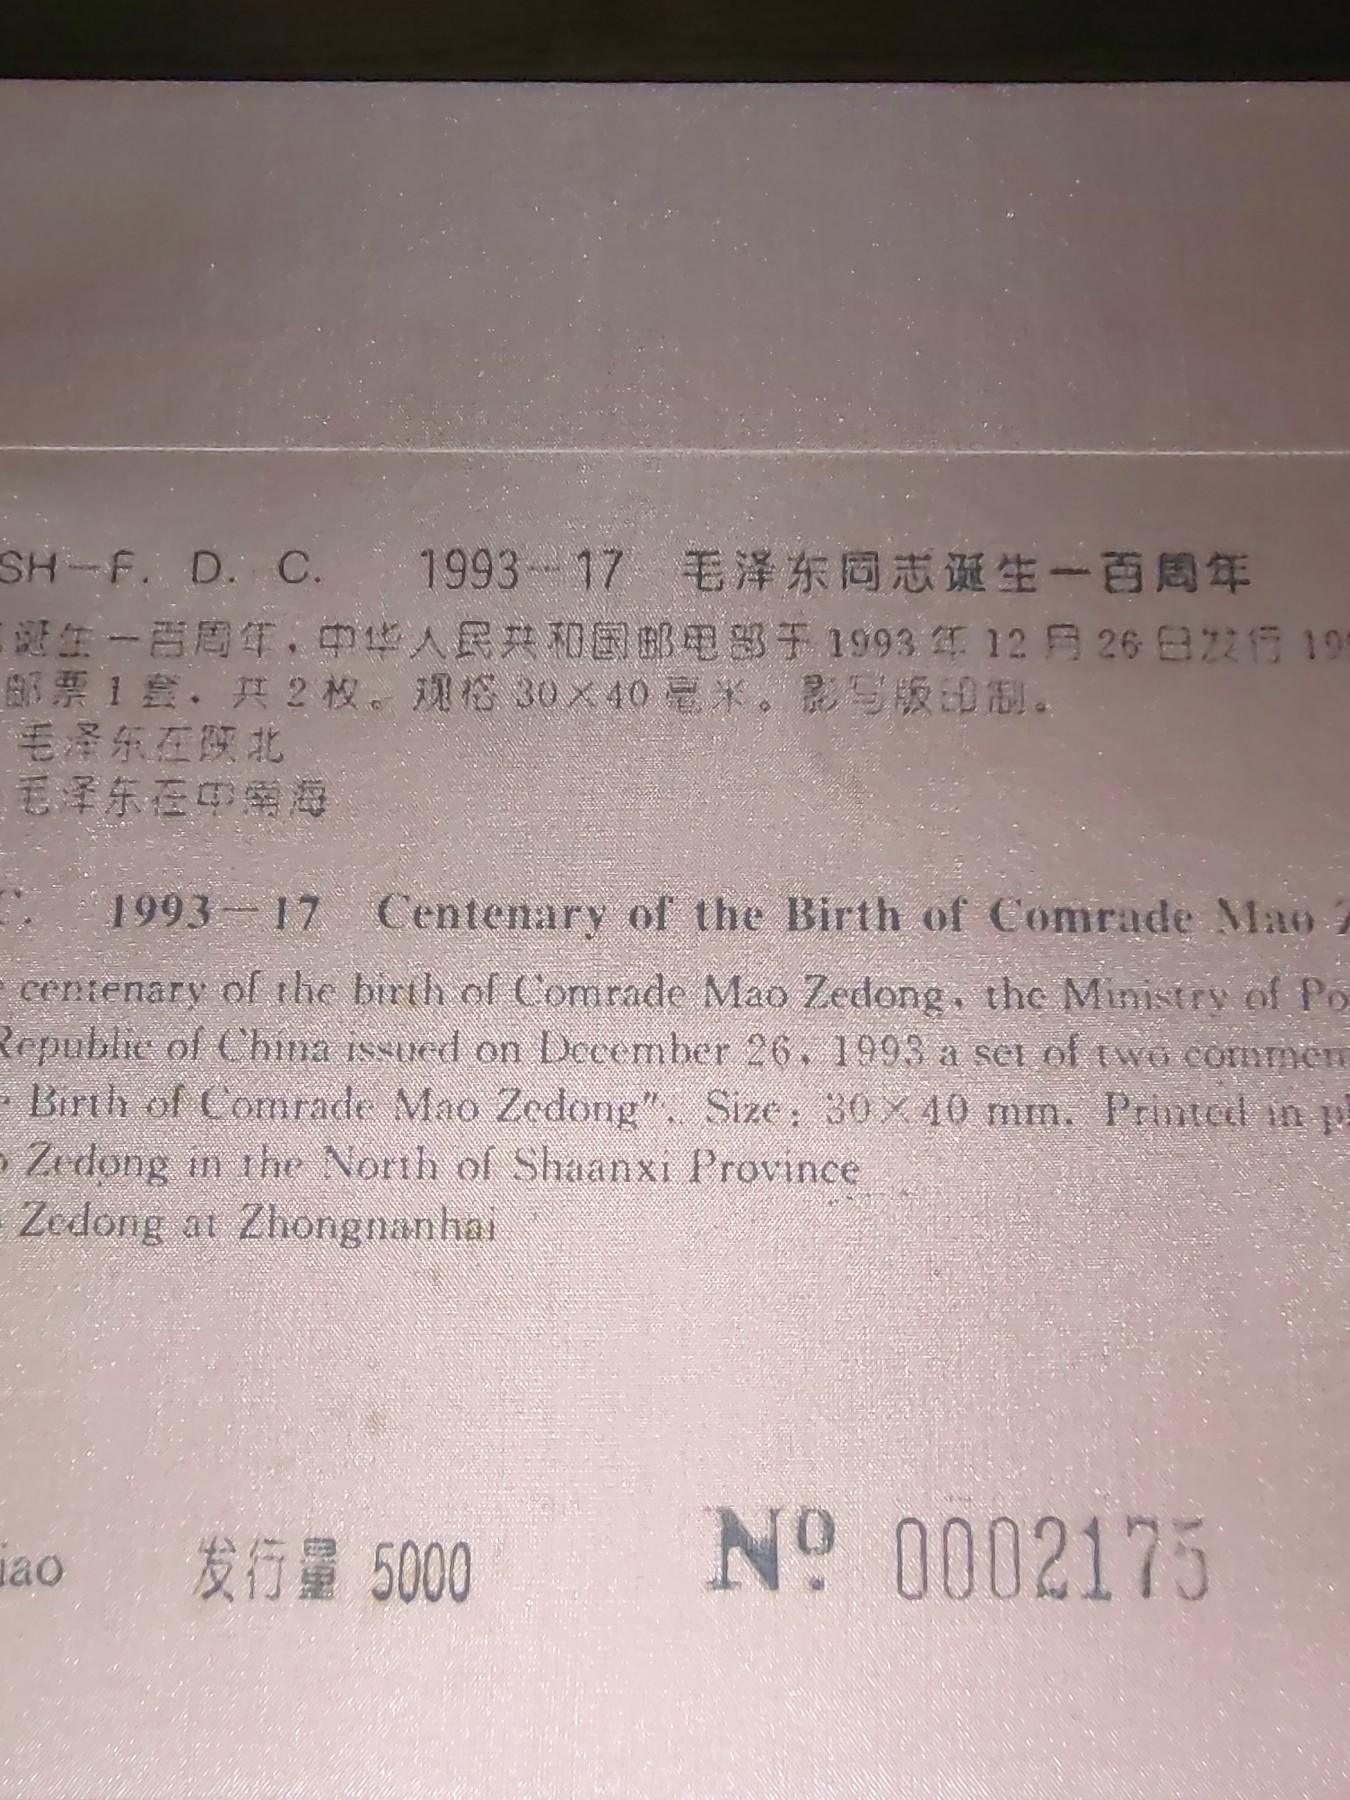 SH-F. D. C. 1993-17 毛泽东同志诞生一百周年
诞生一百周年,中华人民共和国邮电部于1993年12月26日发行19
邮票1套,共2枚。规格30×40毫米。影写版印制。
毛泽东在陕北
毛泽东在中南海
C. 1993-17 Centenary of the Birth of Comrade Mao
centenary of the birth of Comrade Mao Zedong, the Ministry of Po
Republic of China issued on December 26, 1993 a set of two commem
Birth of Comrade Mao Zedong". Size: 30×40 mm. Printed in p
o Zedong in the North of Shaanxi Province
Zedong at Zhongnanhai
iao 发行量 5000 Nº 0002175